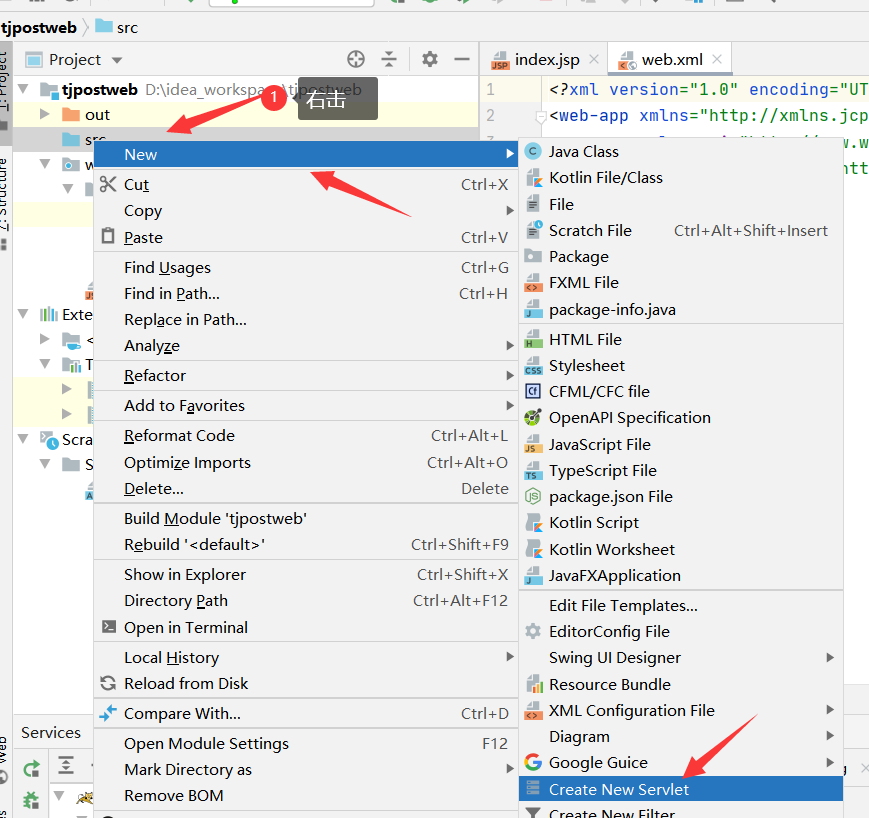 tjpostweb src
Project
index.jsp
web.xml
1: Project
tjpostweb D:\idea_workspace\tjpostweb
1
右击
out
src
1 <?xml version="1.0" encoding="UT
2 <web-app xmlns="http://xmlns.jcp
New
Cut Ctrl+X
Copy
Paste Ctrl+V
Find Usages Ctrl+G
Find in Path... Ctrl+H
Replace in Path...
Analyze
Refactor
Add to Favorites
Reformat Code Ctrl+Alt+L
Optimize Imports Ctrl+Alt+O
Delete... Delete
Build Module 'tjpostweb'
Rebuild '<default>' Ctrl+Shift+F9
Show in Explorer Ctrl+Shift+X
Directory Path Ctrl+Alt+F12
Open in Terminal
Local History
Reload from Disk
Compare With... Ctrl+D
Open Module Settings F12
Mark Directory as
Remove BOM
Java Class
Kotlin File/Class
File
Scratch File Ctrl+Alt+Shift+Insert
Package
FXML File
package-info.java
HTML File
Stylesheet
CFML/CFC file
OpenAPI Specification
JavaScript File
TypeScript File
package.json File
Kotlin Script
Kotlin Worksheet
JavaFXApplication
Edit File Templates...
EditorConfig File
Swing UI Designer
Resource Bundle
XML Configuration File
Diagram
Google Guice
Create New Servlet
Create New Filter
7: Structure
Exte
Scra
Services
Web